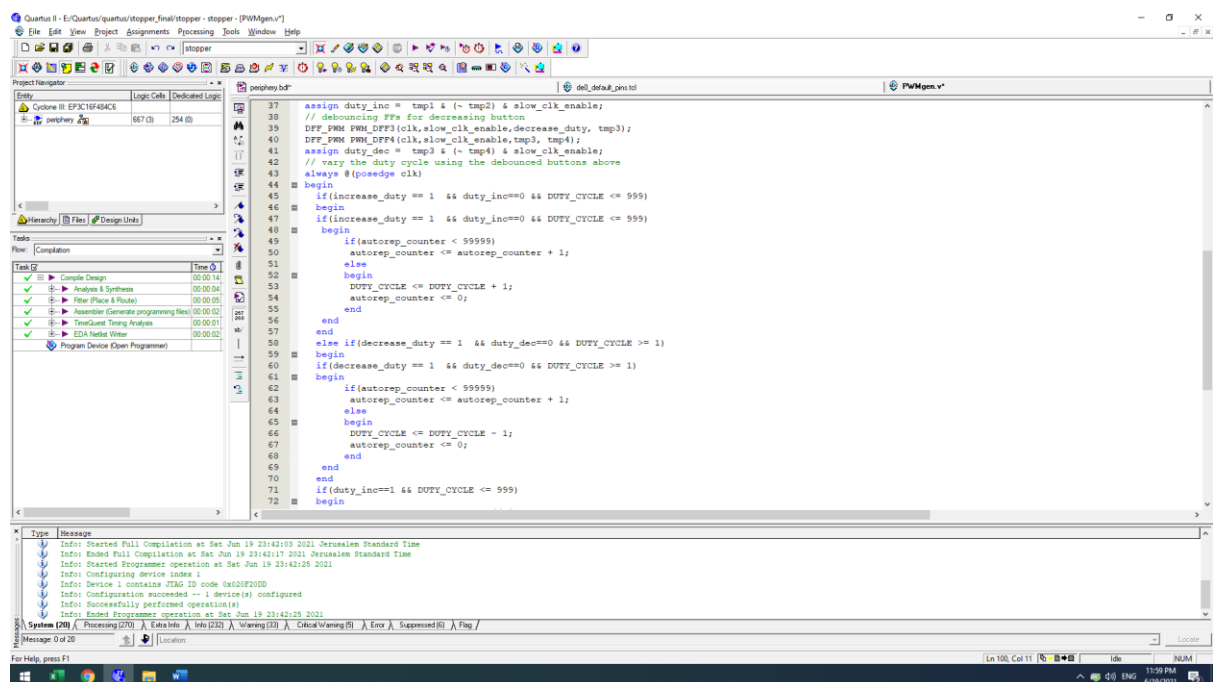 Quartus II - E:/Quartus/quartus/stopper_final/stopper - stopper - [PWMgen.v*]
File Edit View Project Assignments Processing Tools Window Help
stopper
Project Navigator
periphery.bdf*
de0_default_pins.tcl
PWMgen.v*
Entity Logic Cells Dedicated Logic
Cyclone III: EP3C16F484C6
periphery 667 (3) 254 (0)
Hierarchy Files Design Units
Tasks
Flow: Compilation
Task Time
Compile Design 00:00:14
Analysis & Synthesis 00:00:04
Fitter (Place & Route) 00:00:05
Assembler (Generate programming files) 00:00:02
TimeQuest Timing Analysis 00:00:01
EDA Netlist Writer 00:00:02
Program Device (Open Programmer)
37 assign duty_inc = tmp1 & (~ tmp2) & slow_clk_enable;
38 // debouncing FFs for decreasing button
39 DFF_PWM PWM_DFF3(clk,slow_clk_enable,decrease_duty, tmp3);
40 DFF_PWM PWM_DFF4(clk,slow_clk_enable,tmp3, tmp4);
41 assign duty_dec = tmp3 & (~ tmp4) & slow_clk_enable;
42 // vary the duty cycle using the debounced buttons above
43 always @(posedge clk)
44 begin
45 if(increase_duty == 1 && duty_inc==0 && DUTY_CYCLE <= 999)
46 begin
47 if(increase_duty == 1 && duty_inc==0 && DUTY_CYCLE <= 999)
48 begin
49 if(autorep_counter < 99999)
50 autorep_counter <= autorep_counter + 1;
51 else
52 begin
53 DUTY_CYCLE <= DUTY_CYCLE + 1;
54 autorep_counter <= 0;
55 end
56 end
57 end
58 else if(decrease_duty == 1 && duty_dec==0 && DUTY_CYCLE >= 1)
59 begin
60 if(decrease_duty == 1 && duty_dec==0 && DUTY_CYCLE >= 1)
61 begin
62 if(autorep_counter < 99999)
63 autorep_counter <= autorep_counter + 1;
64 else
65 begin
66 DUTY_CYCLE <= DUTY_CYCLE - 1;
67 autorep_counter <= 0;
68 end
69 end
70 end
71 if(duty_inc==1 && DUTY_CYCLE <= 999)
72 begin
267
268
ab/
Type Message
Info: Started Full Compilation at Sat Jun 19 23:42:03 2021 Jerusalem Standard Time
Info: Ended Full Compilation at Sat Jun 19 23:42:17 2021 Jerusalem Standard Time
Info: Started Programmer operation at Sat Jun 19 23:42:25 2021
Info: Configuring device index 1
Info: Device 1 contains JTAG ID code 0x020F20DD
Info: Configuration succeeded -- 1 device(s) configured
Info: Successfully performed operation(s)
Info: Ended Programmer operation at Sat Jun 19 23:42:25 2021
System (20) Processing (270) Extra Info Info (232) Warning (33) Critical Warning (5) Error Suppressed (6) Flag
Messages
Message: 0 of 20
Location:
Locate
For Help, press F1
Ln 100, Col 11
Idle
NUM
ENG
11:59 PM
6/19/2021